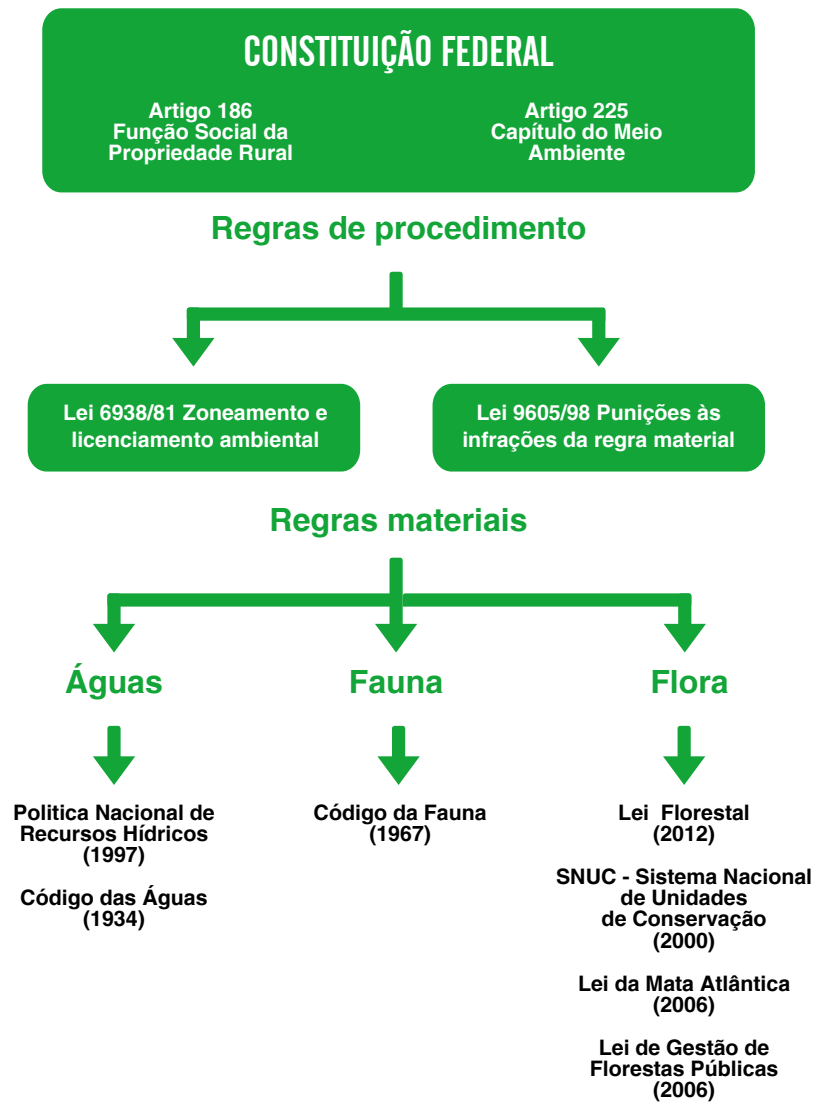 CONSTITUIÇÃO FEDERAL
Artigo 186
Função Social da
Propriedade Rural
Artigo 225
Capítulo do Meio
Ambiente
Regras de procedimento
Lei 6938/81 Zoneamento e
licenciamento ambiental
Lei 9605/98 Punições às
infrações da regra material
Regras materiais
Águas
Fauna
Flora
Politica Nacional de
Recursos Hídricos
(1997)
Código das Águas
(1934)
Código da Fauna
(1967)
Lei Florestal
(2012)
SNUC - Sistema Nacional
de Unidades
de Conservação
(2000)
Lei da Mata Atlântica
(2006)
Lei de Gestão de
Florestas Públicas
(2006)